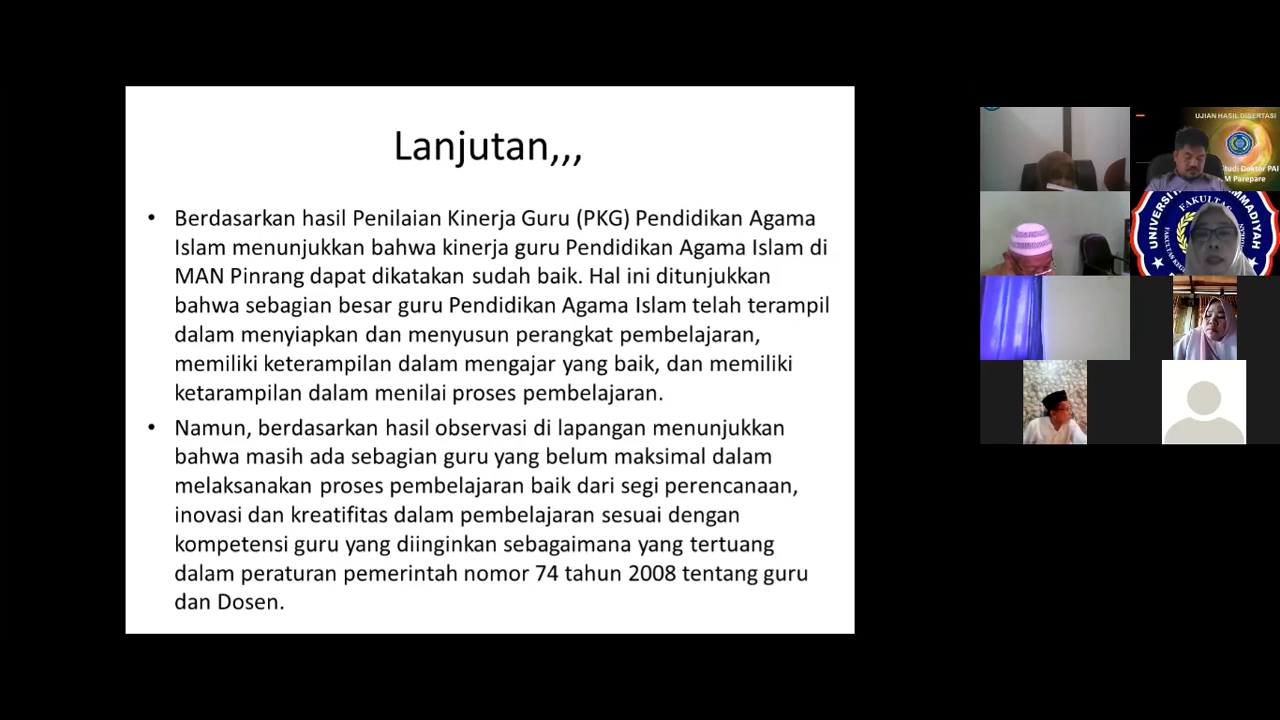 Lanjutan,,,
• Berdasarkan hasil Penilaian Kinerja Guru (PKG) Pendidikan Agama
Islam menunjukkan bahwa kinerja guru Pendidikan Agama Islam di
MAN Pinrang dapat dikatakan sudah baik. Hal ini ditunjukkan
bahwa sebagian besar guru Pendidikan Agama Islam telah terampil
dalam menyiapkan dan menyusun perangkat pembelajaran,
memiliki keterampilan dalam mengajar yang baik, dan memiliki
ketarampilan dalam menilai proses pembelajaran.
• Namun, berdasarkan hasil observasi di lapangan menunjukkan
bahwa masih ada sebagian guru yang belum maksimal dalam
melaksanakan proses pembelajaran baik dari segi perencanaan,
inovasi dan kreatifitas dalam pembelajaran sesuai dengan
kompetensi guru yang diinginkan sebagaimana yang tertuang
dalam peraturan pemerintah nomor 74 tahun 2008 tentang guru
dan Dosen.
UJIAN HASIL DISERTASI
tudi Doktor PAI
M Parepare
FAKULTAS